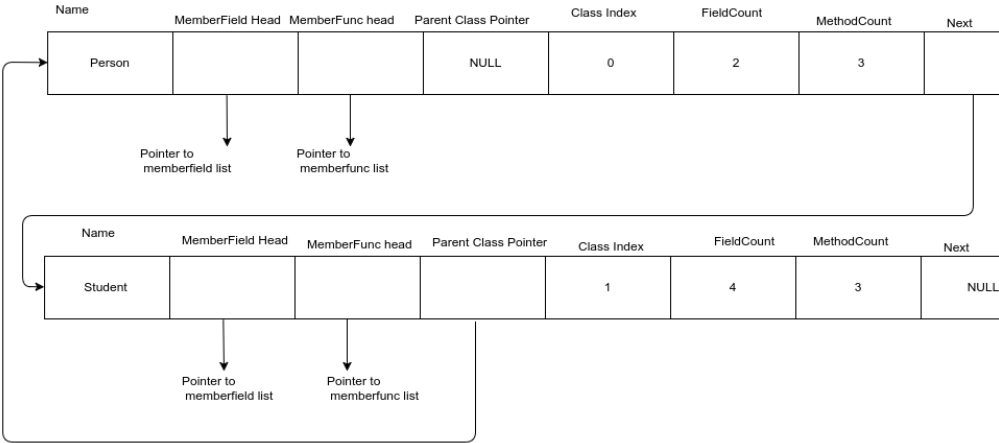 Name MemberField Head MemberFunc head Parent Class Pointer Class Index FieldCount MethodCount Next
Person NULL 0 2 3
Pointer to
memberfield list
Pointer to
memberfunc list
Name MemberField Head MemberFunc head Parent Class Pointer Class Index FieldCount MethodCount Next
Student 1 4 3 NULL
Pointer to
memberfield list
Pointer to
memberfunc list